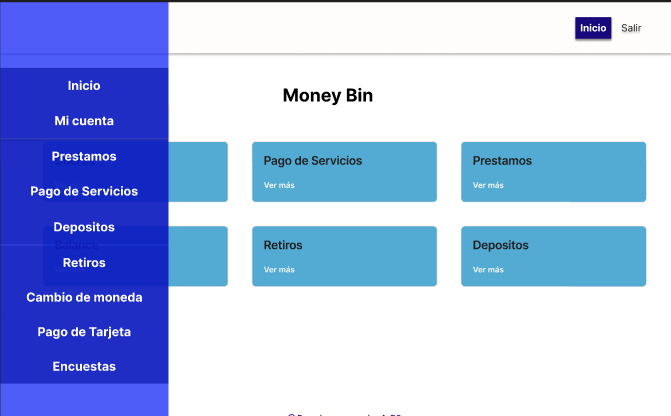 Inicio Salir
Money Bin
Inicio
Mi cuenta
Prestamos
Pago de Servicios
Depositos
Retiros
Cambio de moneda
Pago de Tarjeta
Encuestas
Pago de Servicios
Ver más
Prestamos
Ver más
Balance
Retiros
Ver más
Depositos
Ver más